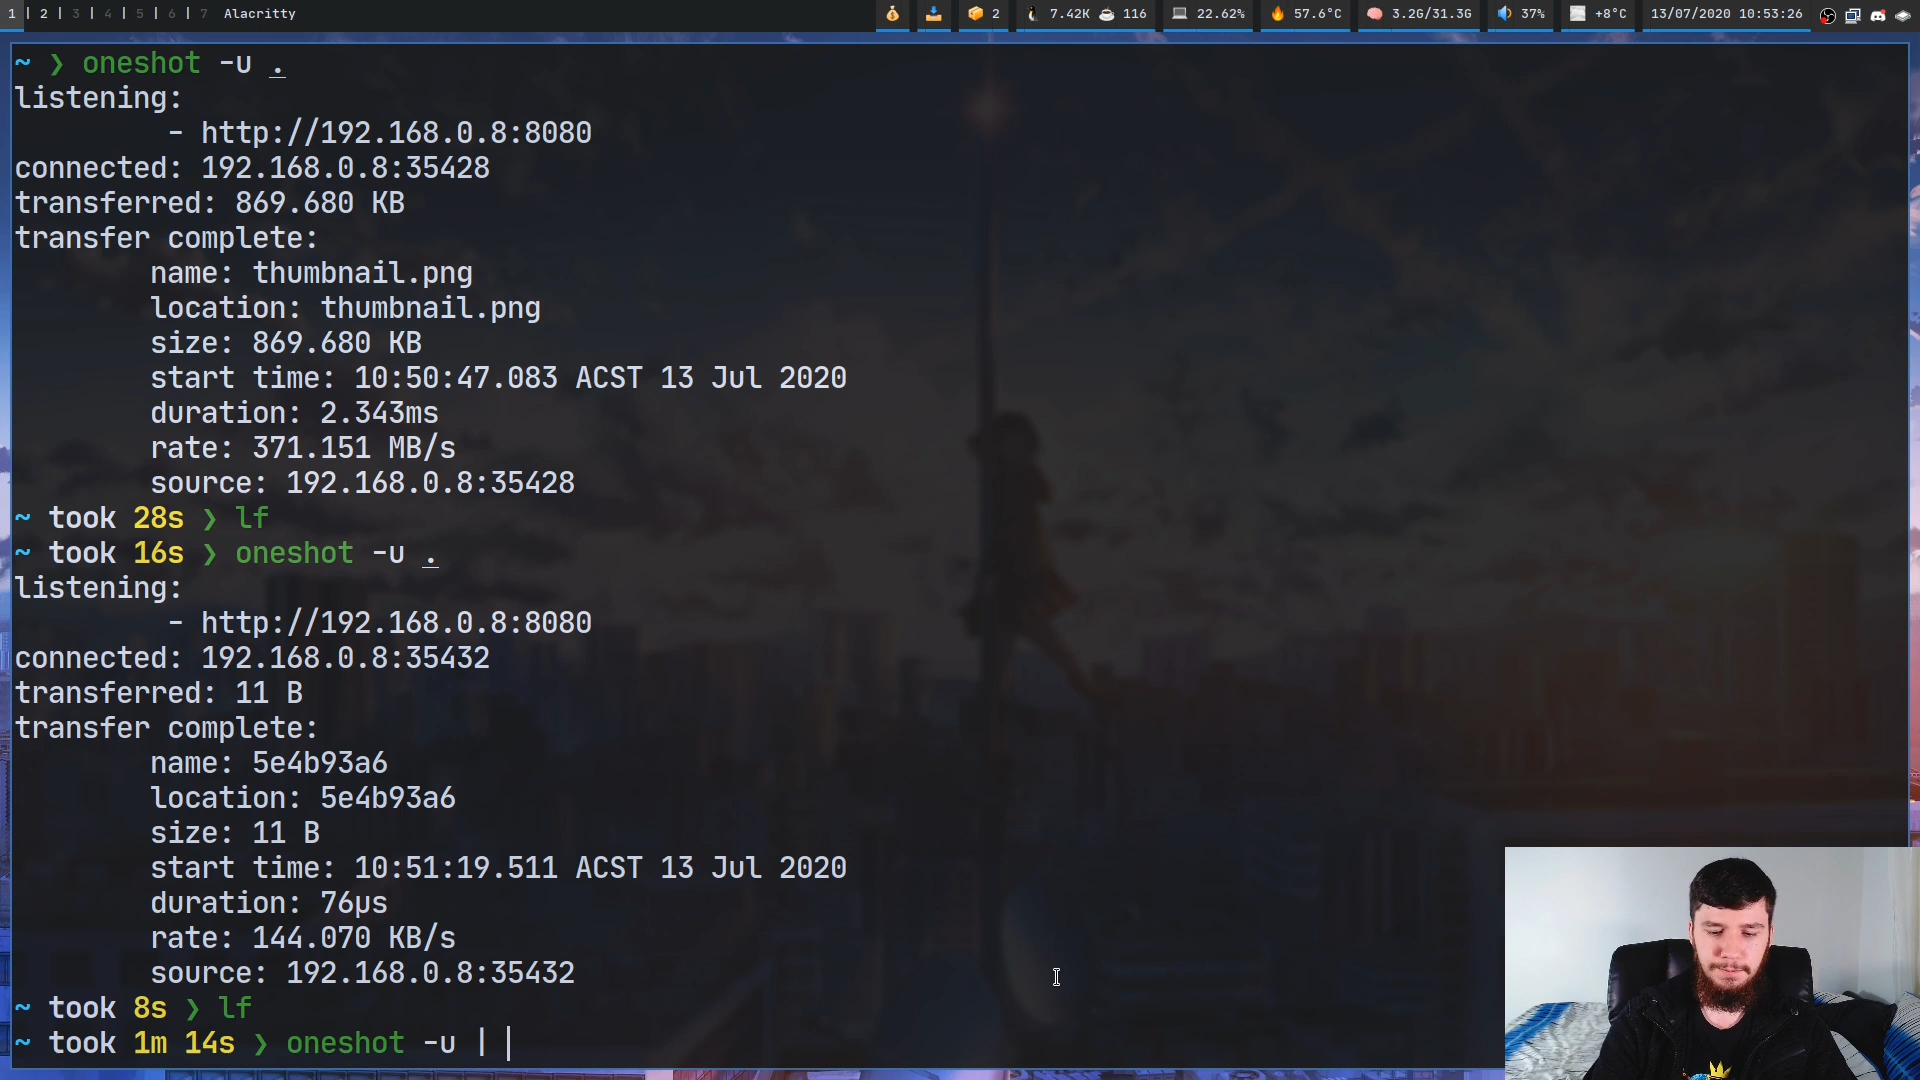 1 | 2 | 3 | 4 | 5 | 6 | 7 Alacritty 2 7.42K 116 22.62% 57.6°C 3.2G/31.3G 37% +8°C 13/07/2020 10:53:26
~ ❯ oneshot -u .
listening:
- http://192.168.0.8:8080
connected: 192.168.0.8:35428
transferred: 869.680 KB
transfer complete:
name: thumbnail.png
location: thumbnail.png
size: 869.680 KB
start time: 10:50:47.083 ACST 13 Jul 2020
duration: 2.343ms
rate: 371.151 MB/s
source: 192.168.0.8:35428
~ took 28s ❯ lf
~ took 16s ❯ oneshot -u .
listening:
- http://192.168.0.8:8080
connected: 192.168.0.8:35432
transferred: 11 B
transfer complete:
name: 5e4b93a6
location: 5e4b93a6
size: 11 B
start time: 10:51:19.511 ACST 13 Jul 2020
duration: 76µs
rate: 144.070 KB/s
source: 192.168.0.8:35432
~ took 8s ❯ lf
~ took 1m 14s ❯ oneshot -u |